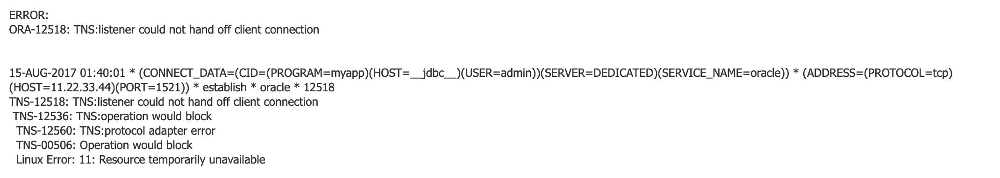 ERROR:
ORA-12518: TNS:listener could not hand off client connection
15-AUG-2017 01:40:01 * (CONNECT_DATA=(CID=(PROGRAM=myapp)(HOST=__jdbc__)(USER=admin))(SERVER=DEDICATED)(SERVICE_NAME=oracle)) * (ADDRESS=(PROTOCOL=tcp)
(HOST=11.22.33.44)(PORT=1521)) * establish * oracle * 12518
TNS-12518: TNS:listener could not hand off client connection
TNS-12536: TNS:operation would block
TNS-12560: TNS:protocol adapter error
TNS-00506: Operation would block
Linux Error: 11: Resource temporarily unavailable